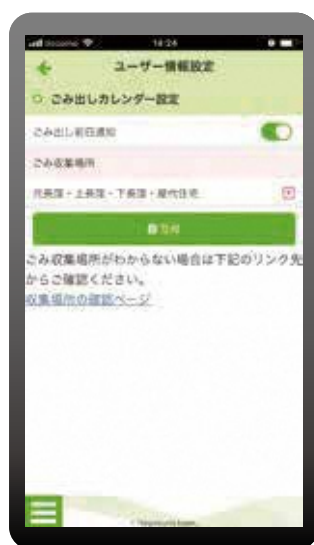 docomo 14:24
ユーザー情報設定
ごみ出しカレンダー設定
ごみ出し前日通知
ごみ収集場所
ごみ収集場所がわからない場合は下記のリンク先
からご確認ください。
収集場所の確認ページ